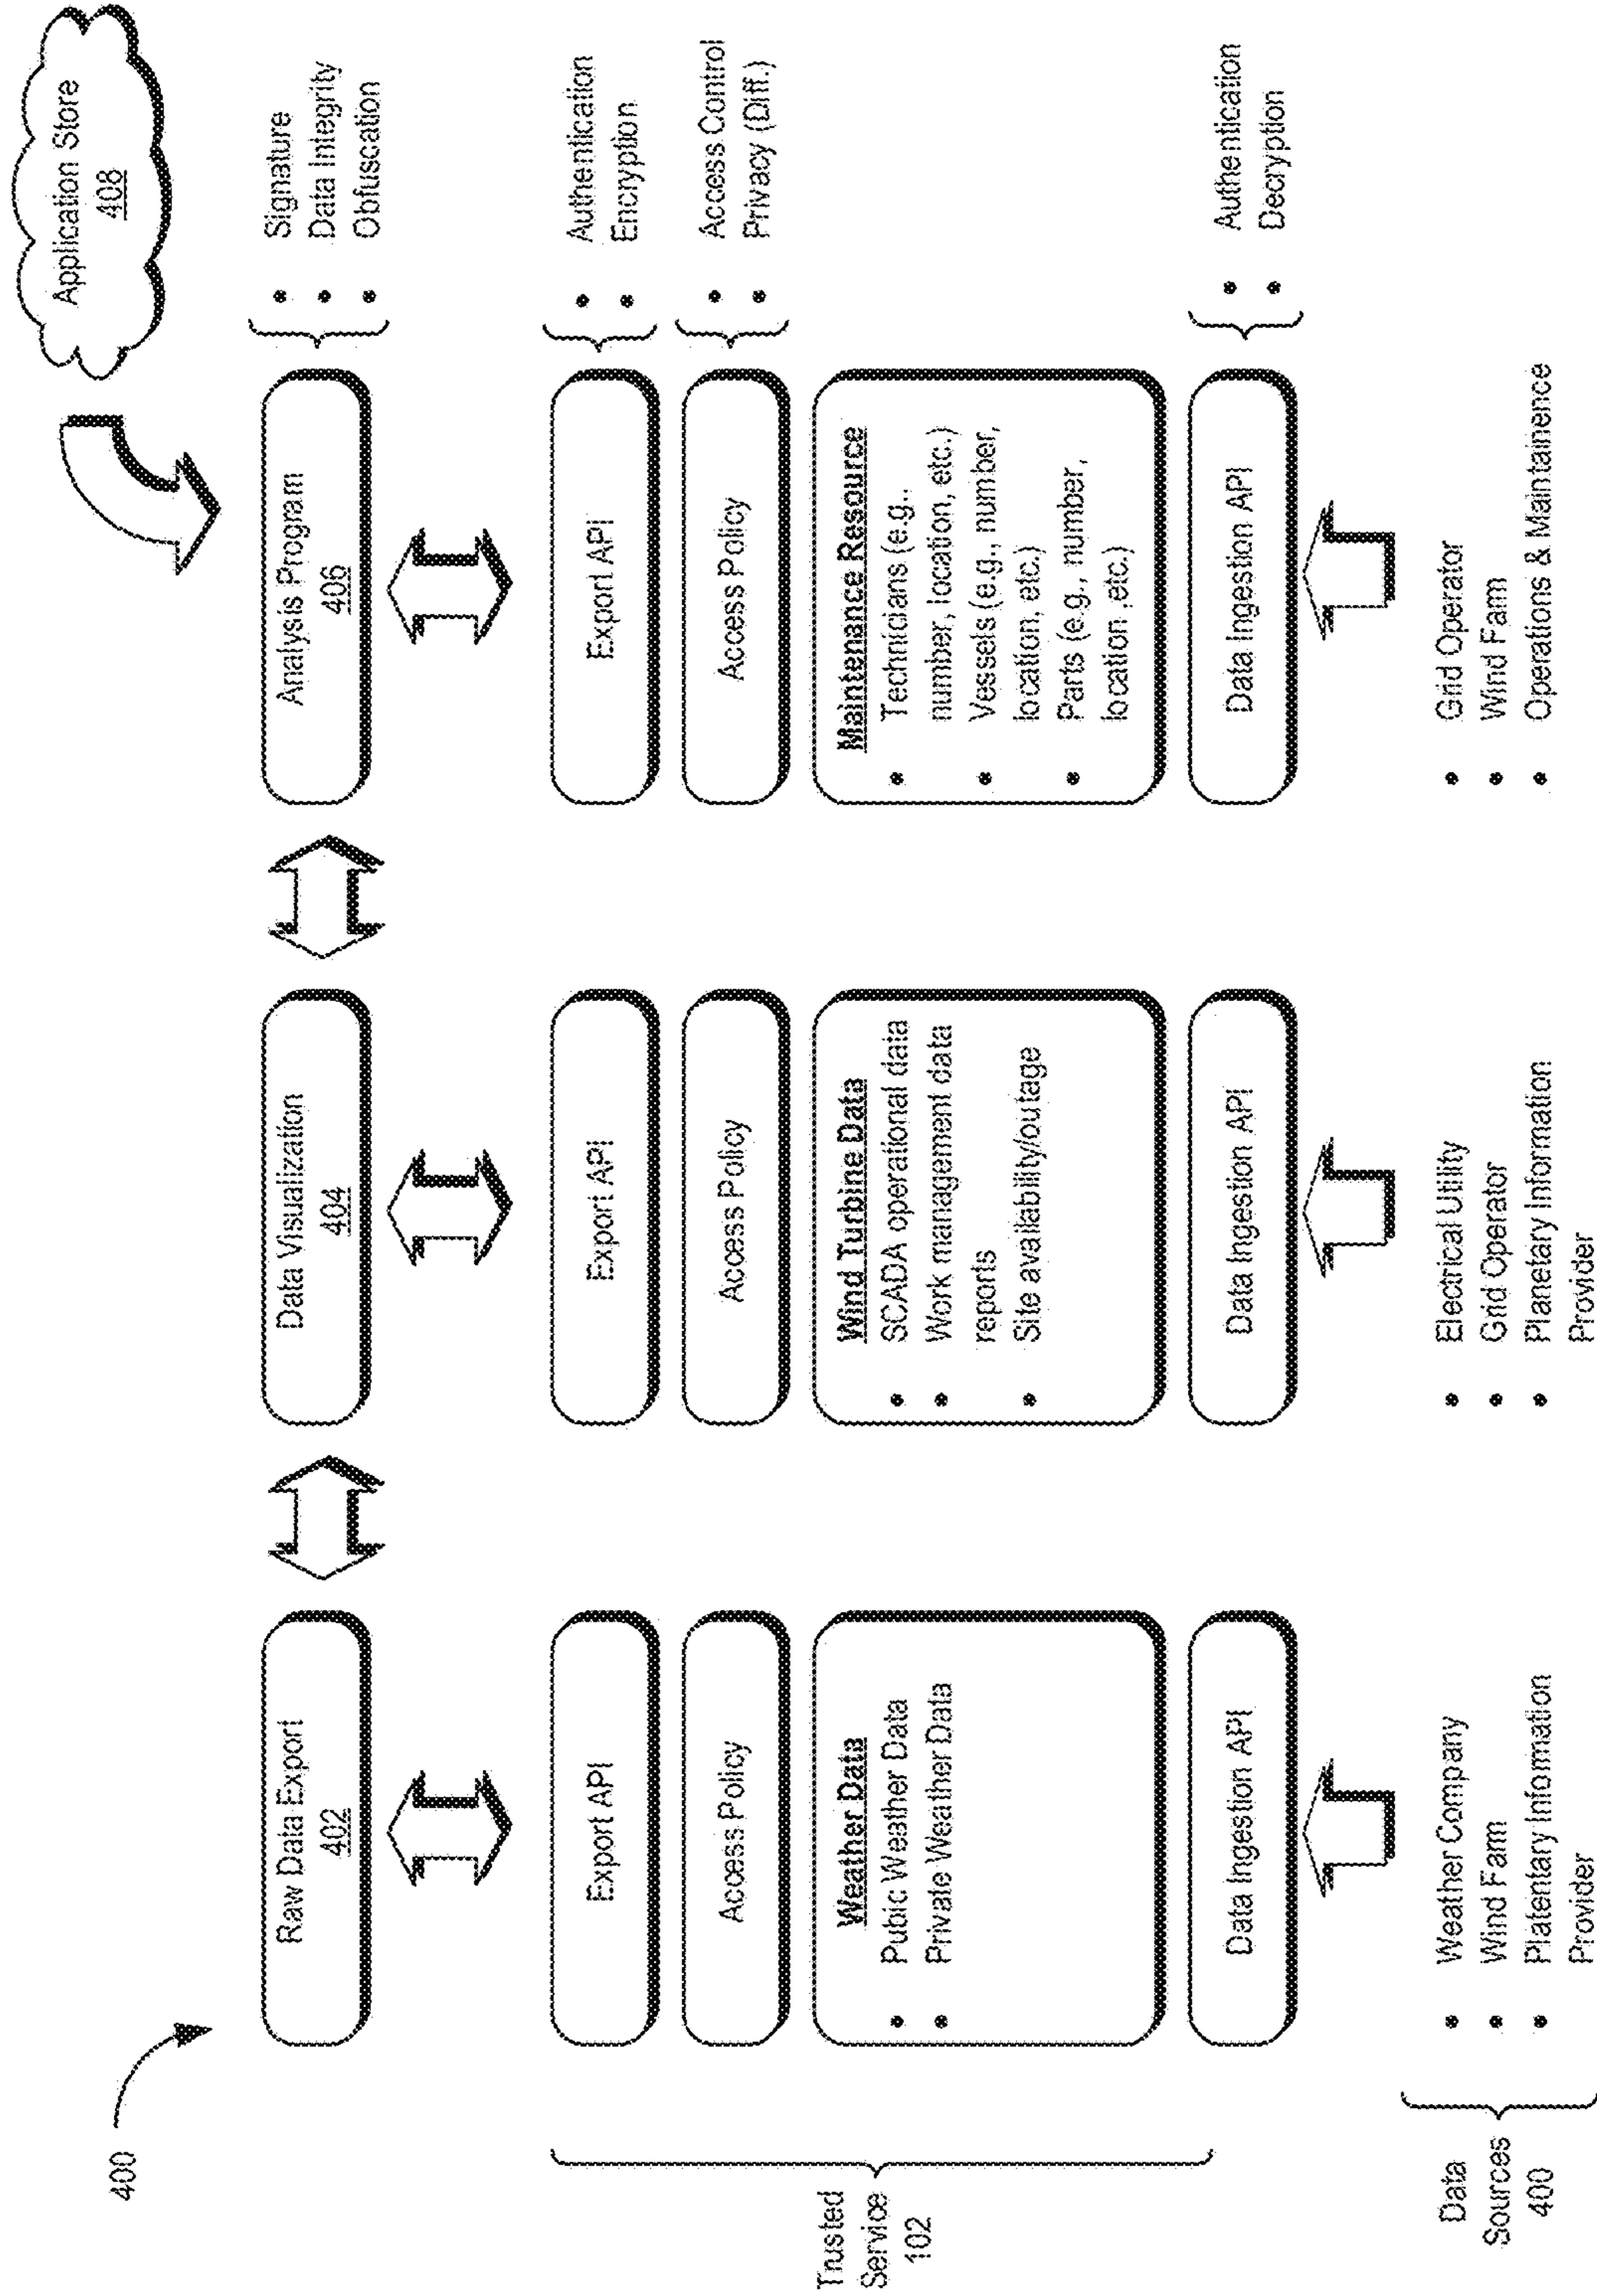 400
Application Store
408
Raw Data Export
402
Data Visualization
404
Analysis Program
406
• Signature
• Data Integrity
• Obfuscation
Export API
Export API
Export API
• Authentication
• Encryption
Access Policy
Access Policy
Access Policy
• Access Control
• Privacy (Diff.)
Trusted
Service
102
Weather Data
• Pubic Weather Data
• Private Weather Data
Wind Turbine Data
• SCADA operational data
• Work management data
reports
• Site availability/outage
Maintenance Resource
• Technicians (e.g.,
number, location, etc.)
• Vessels (e.g., number,
location, etc.)
• Parts (e.g., number,
location ,etc.)
Data Ingestion API
Data Ingestion API
Data Ingestion API
• Authentication
• Decryption
Data
Sources
400
• Weather Company
• Wind Farm
• Platentary Information
Provider
• Electrical Utility
• Grid Operator
• Planetary Information
Provider
• Grid Operator
• Wind Farm
• Operations & Maintainence